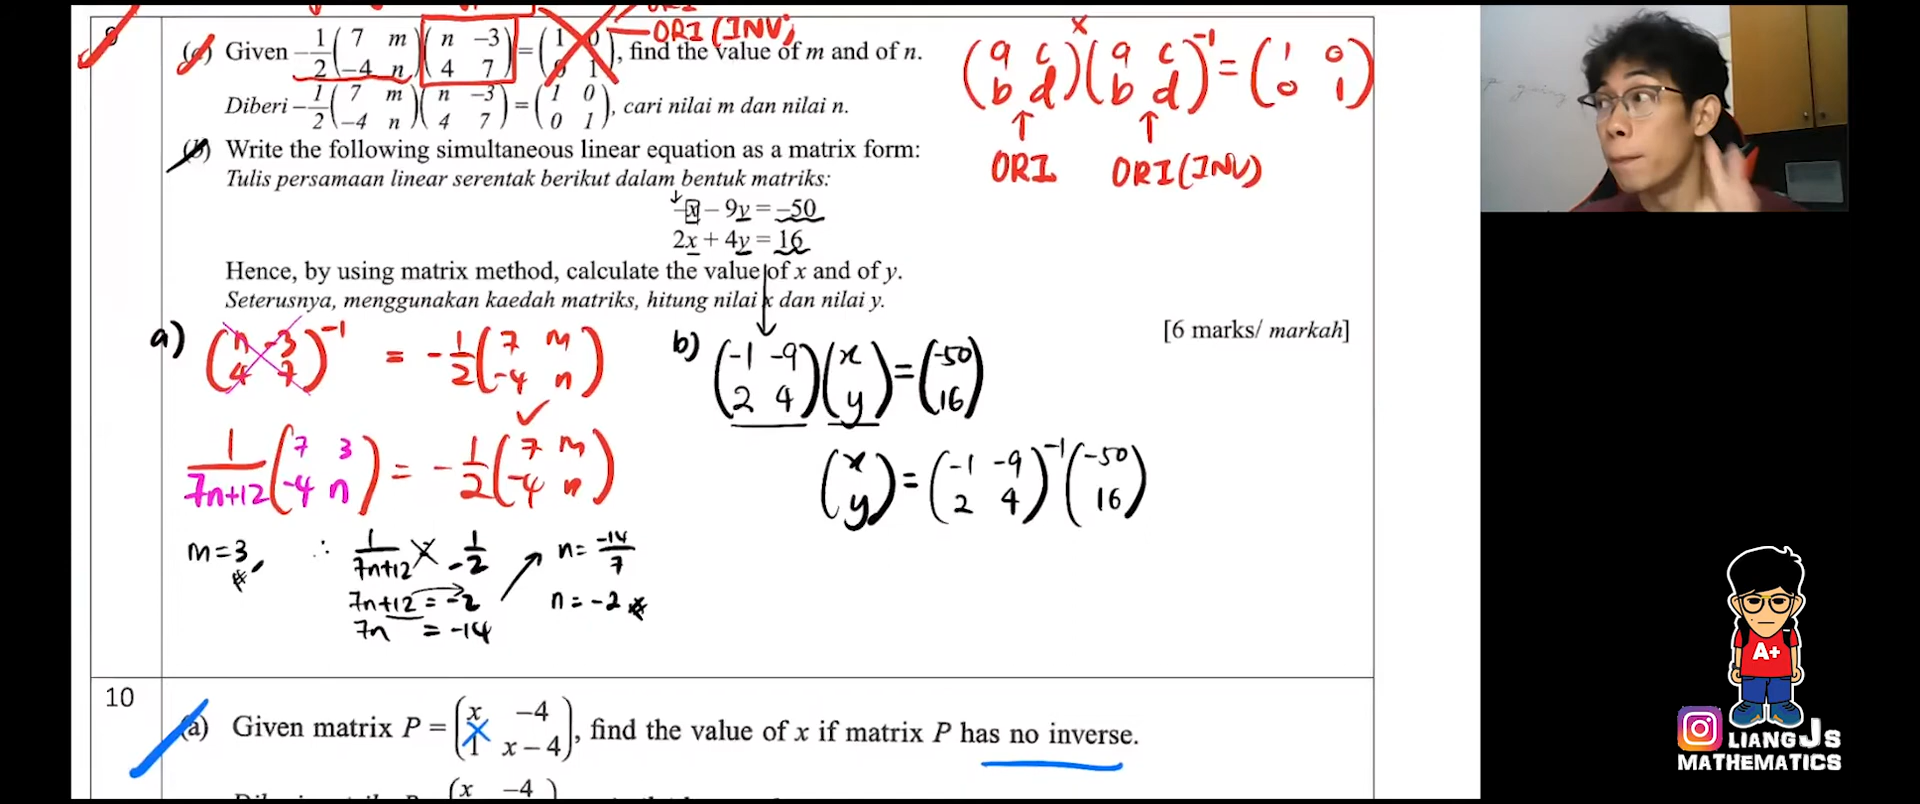 ORI (INV)
(a) Given -1/2 (7 m; -4 n)(n -3; 4 7) = (1 0; 0 1), find the value of m and of n.
Diberi -1/2 (7 m; -4 n)(n -3; 4 7) = (1 0; 0 1), cari nilai m dan nilai n.
(a c; b d) x (a c; b d)^-1 = (1 0; 0 1)
↑ ↑
ORI ORI (INV)
(b) Write the following simultaneous linear equation as a matrix form:
Tulis persamaan linear serentak berikut dalam bentuk matriks:
-x - 9y = -50
2x + 4y = 16
Hence, by using matrix method, calculate the value of x and of y.
Seterusnya, menggunakan kaedah matriks, hitung nilai x dan nilai y.
[6 marks/ markah]
a) (n -3; 4 7)^-1 = -1/2 (7 m; -4 n)
1/7n+12 (7 3; -4 n) = -1/2 (7 m; -4 n)
m=3
∴ 1/7n+12 = 1/-2
7n+12 = -2
7n = -14
n = -14/7
n = -2
b) (-1 -9; 2 4)(x; y) = (-50; 16)
(x; y) = (-1 -9; 2 4)^-1 (-50; 16)
10
(a) Given matrix P = (x -4; 1 x-4), find the value of x if matrix P has no inverse.
x -4
A+
LIANGJS
MATHEMATICS